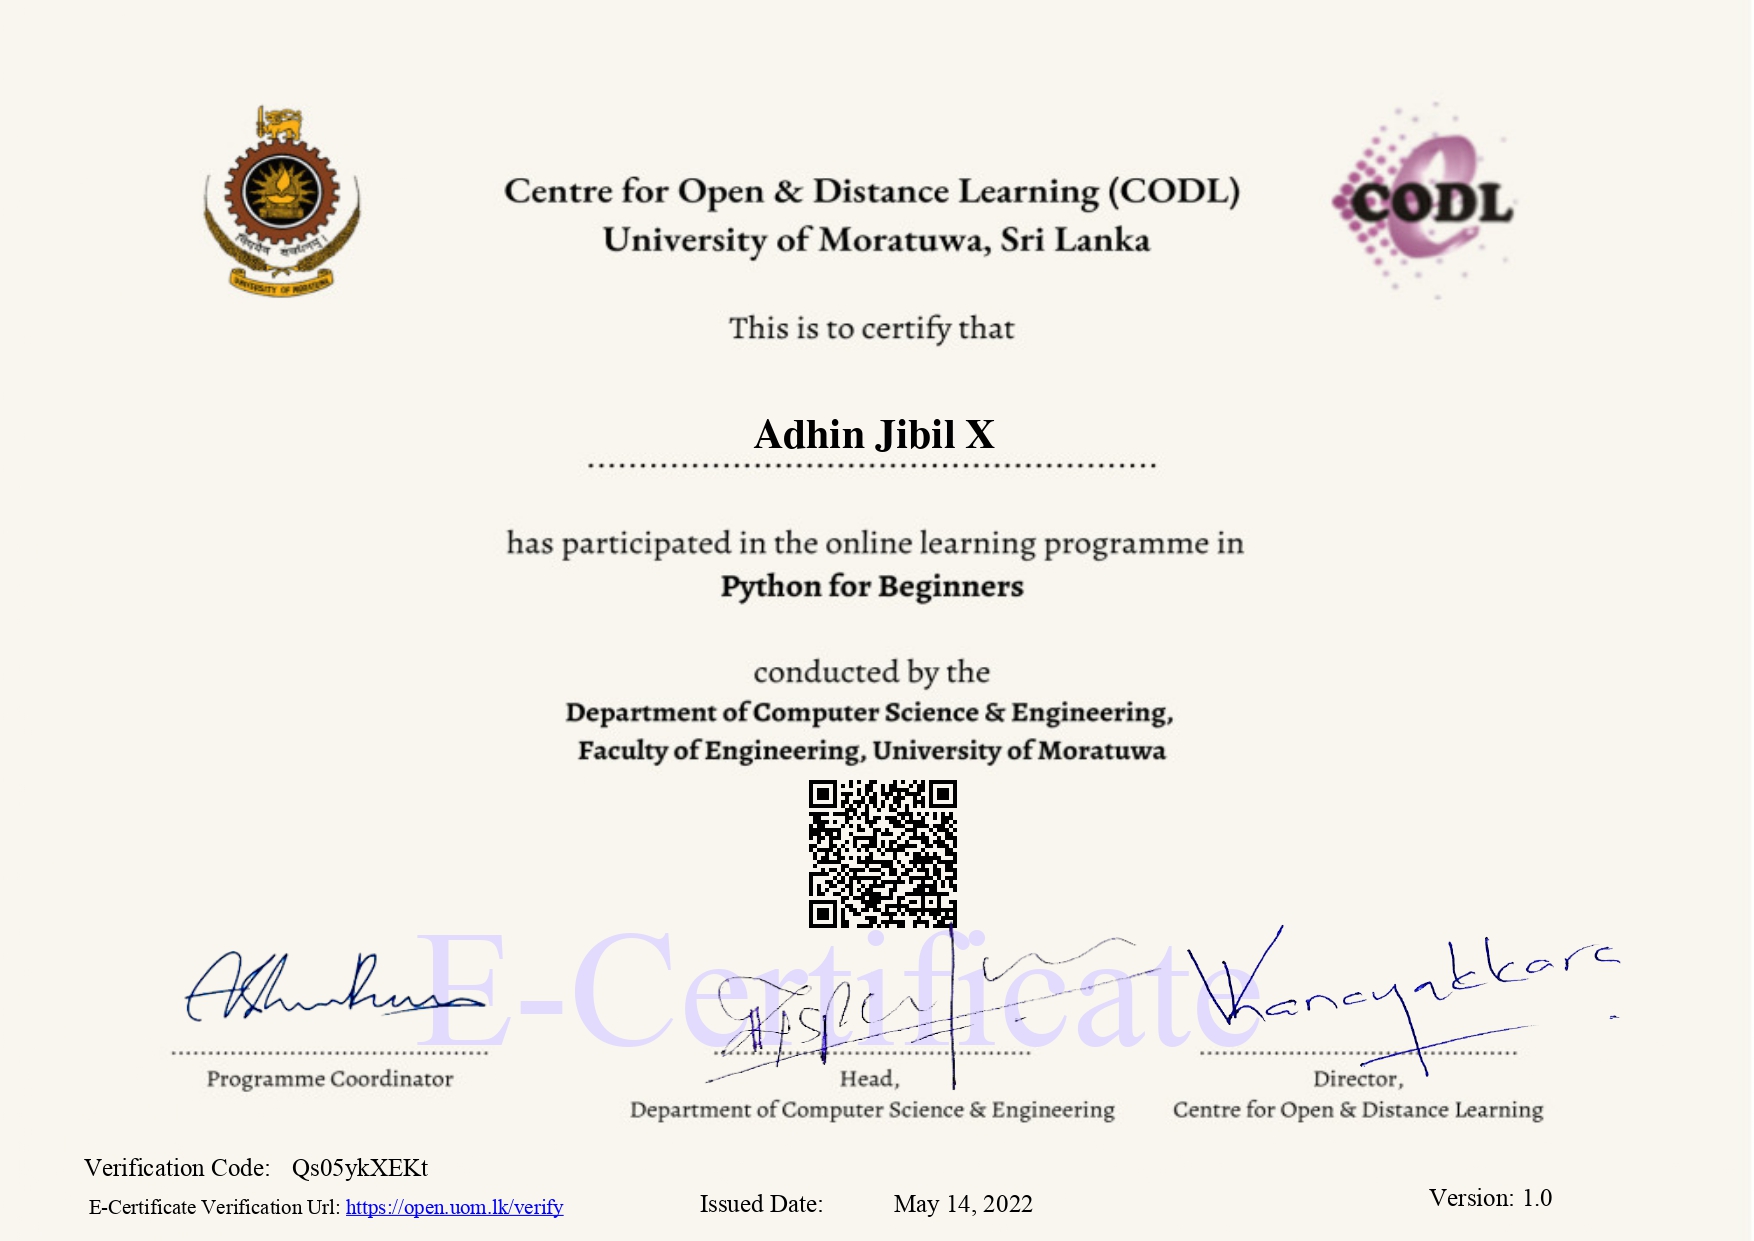 Centre for Open & Distance Learning (CODL)
University of Moratuwa, Sri Lanka
CODL
UNIVERSITY OF MORATUWA
This is to certify that
Adhin Jibil X
has participated in the online learning programme in
Python for Beginners
conducted by the
Department of Computer Science & Engineering,
Faculty of Engineering, University of Moratuwa
E-Certificate
Programme Coordinator
Head,
Department of Computer Science & Engineering
Director,
Centre for Open & Distance Learning
Verification Code: Qs05ykXEKt
E-Certificate Verification Url: https://open.uom.lk/verify
Issued Date: May 14, 2022
Version: 1.0